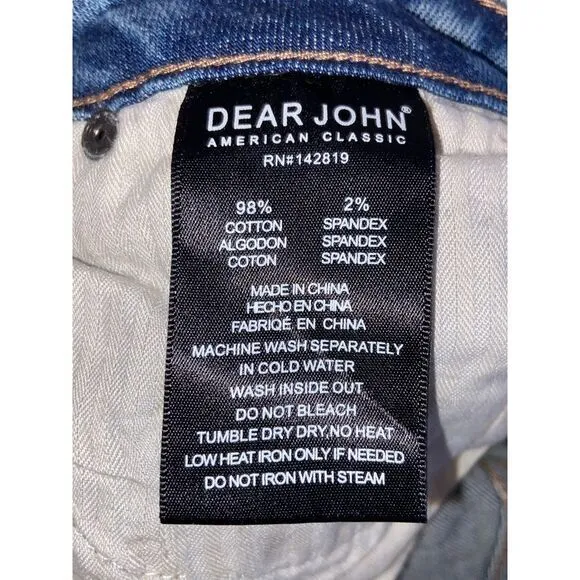 DEAR JOHN®
AMERICAN CLASSIC
RN#142819
98% 2%
COTTON SPANDEX
ALGODON SPANDEX
COTON SPANDEX
MADE IN CHINA
HECHO EN CHINA
FABRIQÉ EN CHINA
MACHINE WASH SEPARATELY
IN COLD WATER
WASH INSIDE OUT
DO NOT BLEACH
TUMBLE DRY DRY,NO HEAT
LOW HEAT IRON ONLY IF NEEDED
DO NOT IRON WITH STEAM